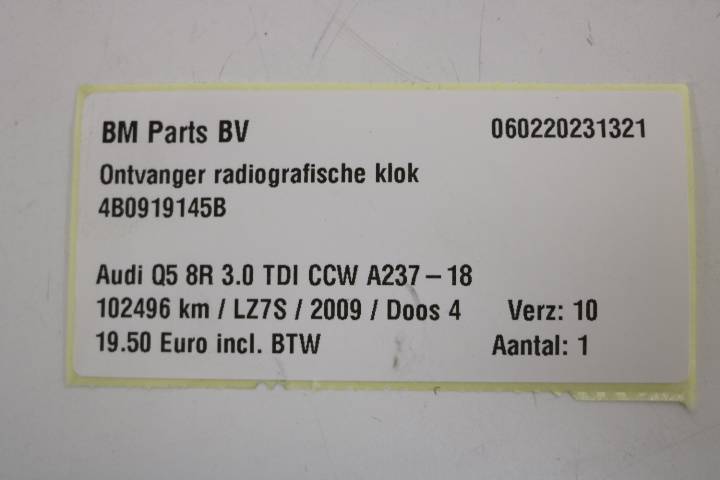 BM Parts BV 060220231321
Ontvanger radiografische klok
4B0919145B
Audi Q5 8R 3.0 TDI CCW A237-18
102496 km / LZ7S / 2009 / Doos 4 Verz: 10
19.50 Euro incl. BTW Aantal: 1